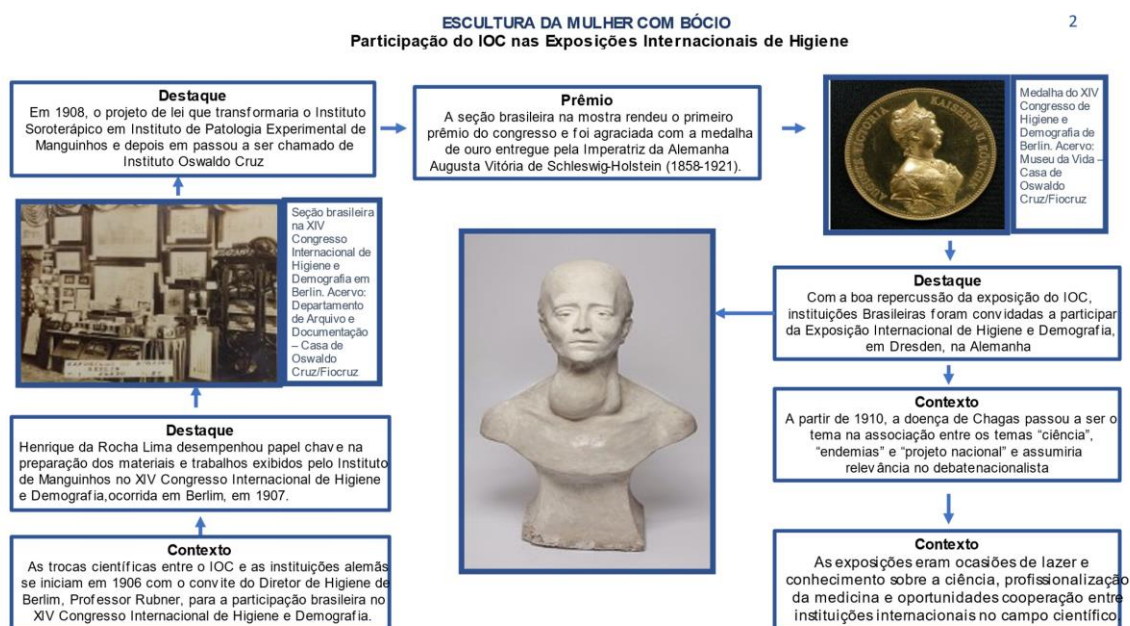 ESCULTURA DA MULHER COM BÓCIO
2
Participação do IOC nas Exposições Internacionais de Higiene
Destaque
Em 1908, o projeto de lei que transformaria o Instituto
Soroterápico em Instituto de Patologia Experimental de
Manguinhos e depois em passou a ser chamado de
Instituto Oswaldo Cruz
Prêmio
A seção brasileira na mostra rendeu o primeiro
prêmio do congresso e foi agraciada com a medalha
de ouro entregue pela Imperatriz da Alemanha
Augusta Vitória de Schleswig-Holstein (1858-1921).
AUGUSTE VICTORIA KAISERIN U. KÖNIGIN
Medalha do XIV
Congresso de
Higiene e
Demografia de
Berlin. Acervo:
Museu da Vida –
Casa de
Oswaldo
Cruz/Fiocruz
Seção brasileira
na XIV
Congresso
Internacional de
Higiene e
Demografia em
Berlin. Acervo:
Departamento
de Arquivo e
Documentação
– Casa de
Oswaldo
Cruz/Fiocruz
Destaque
Com a boa repercussão da exposição do IOC,
instituições Brasileiras foram convidadas a participar
da Exposição Internacional de Higiene e Demografia,
em Dresden, na Alemanha
Contexto
A partir de 1910, a doença de Chagas passou a ser o
tema na associação entre os temas “ciência”,
“endemias” e “projeto nacional” e assumiria
relevância no debatenacionalista
Destaque
Henrique da Rocha Lima desempenhou papel chave na
preparação dos materiais e trabalhos exibidos pelo Instituto
de Manguinhos no XIV Congresso Internacional de Higiene
e Demografia,ocorrida em Berlim, em 1907.
Contexto
As trocas científicas entre o IOC e as instituições alemãs
se iniciam em 1906 com o convite do Diretor de Higiene de
Berlim, Professor Rubner, para a participação brasileira no
XIV Congresso Internacional de Higiene e Demografia.
Contexto
As exposições eram ocasiões de lazer e
conhecimento sobre a ciência, profissionalização
da medicina e oportunidades cooperação entre
instituições internacionais no campo científico